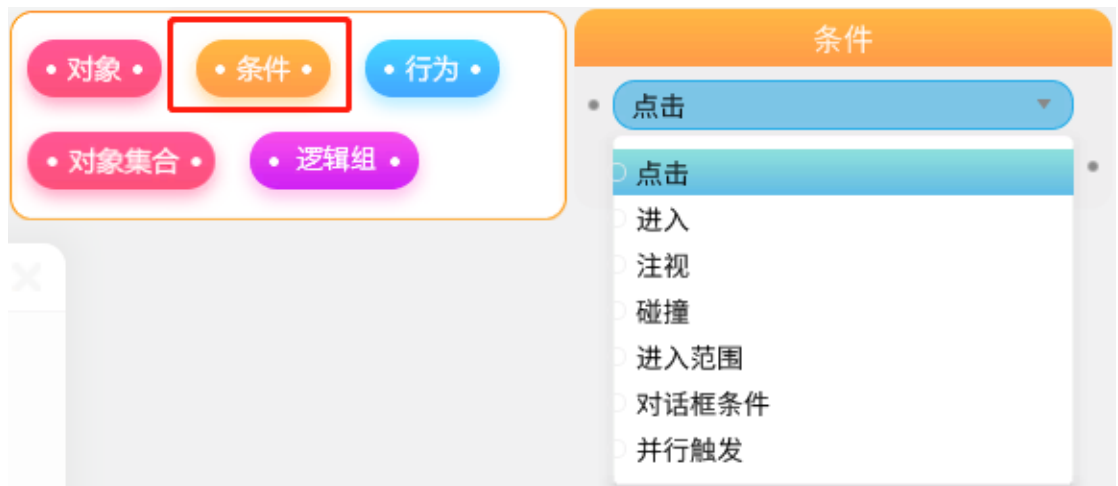 对象
条件
行为
对象集合
逻辑组
条件
点击
点击
进入
注视
碰撞
进入范围
对话框条件
并行触发